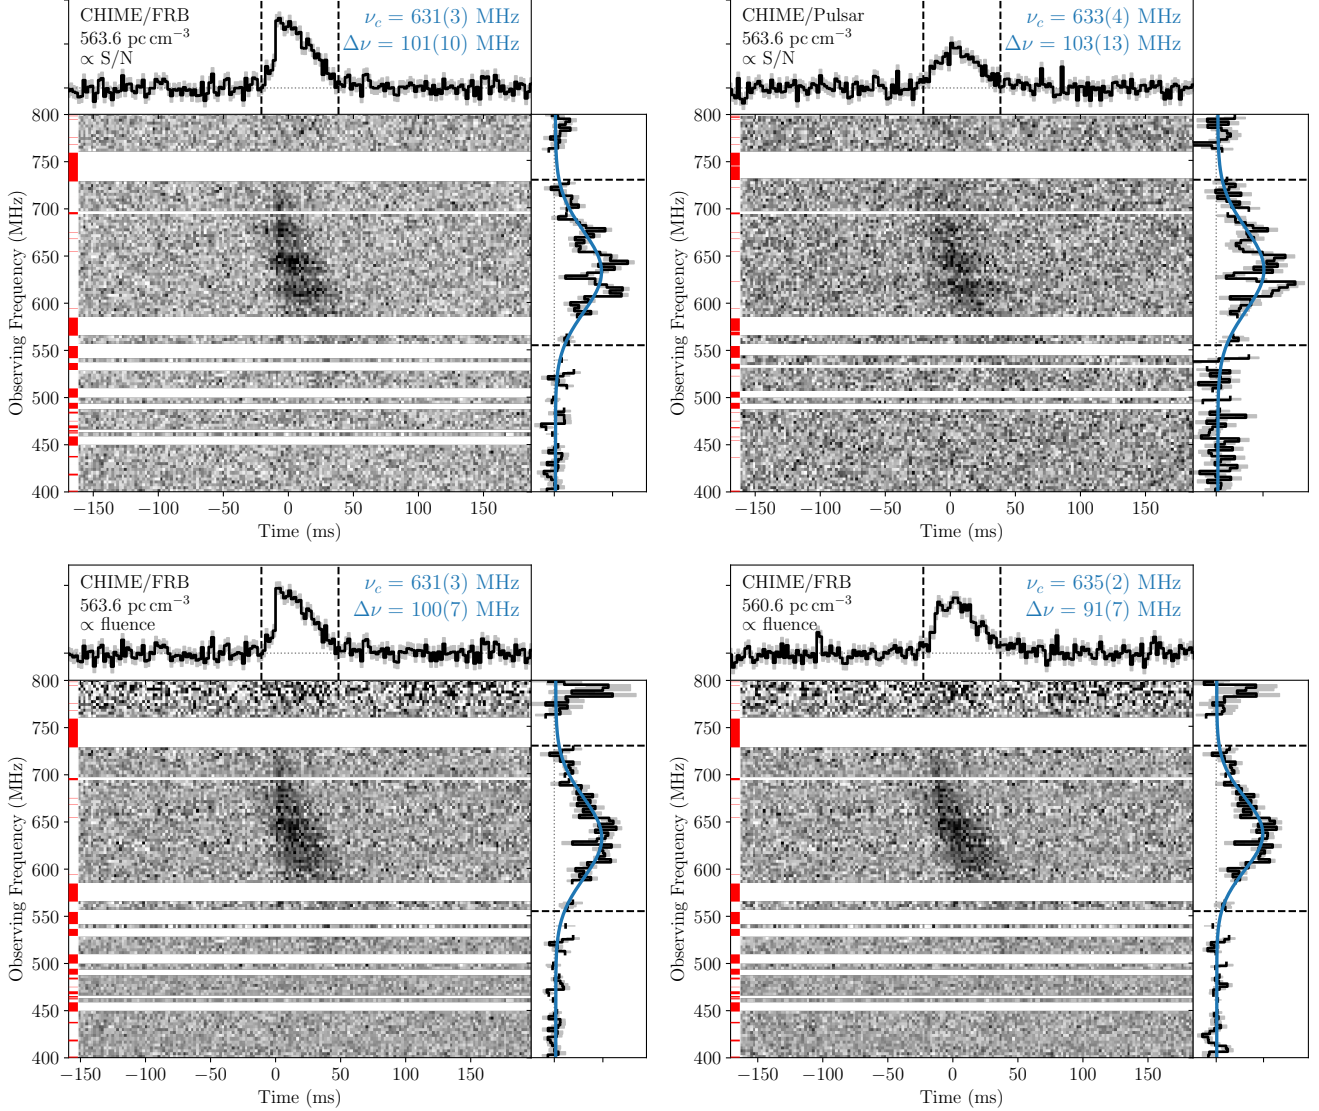 CHIME/FRB
563.6 pc cm⁻³
∝ S/N
ν_c = 631(3) MHz
Δν = 101(10) MHz
800
750
700
650
600
550
500
450
400
Observing Frequency (MHz)
−150 −100 −50 0 50 100 150
Time (ms)
CHIME/Pulsar
563.6 pc cm⁻³
∝ S/N
ν_c = 633(4) MHz
Δν = 103(13) MHz
800
750
700
650
600
550
500
450
400
Observing Frequency (MHz)
−150 −100 −50 0 50 100 150
Time (ms)
CHIME/FRB
563.6 pc cm⁻³
∝ fluence
ν_c = 631(3) MHz
Δν = 100(7) MHz
800
750
700
650
600
550
500
450
400
Observing Frequency (MHz)
−150 −100 −50 0 50 100 150
Time (ms)
CHIME/FRB
560.6 pc cm⁻³
∝ fluence
ν_c = 635(2) MHz
Δν = 91(7) MHz
800
750
700
650
600
550
500
450
400
Observing Frequency (MHz)
−150 −100 −50 0 50 100 150
Time (ms)